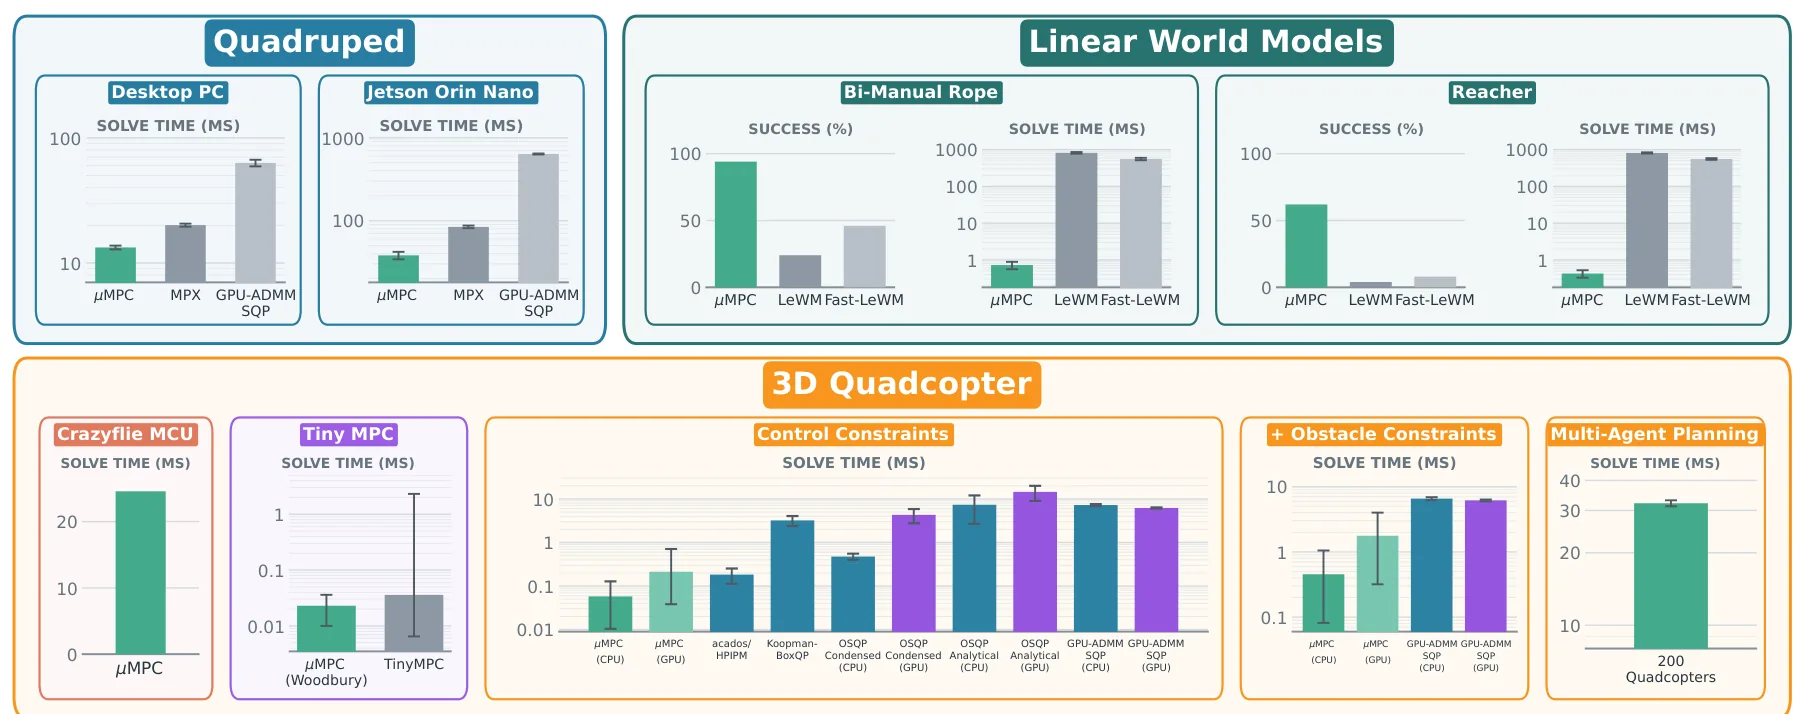 Quadruped
Desktop PC
SOLVE TIME (MS)
100
10
μMPC
MPX
GPU-ADMM
SQP
Jetson Orin Nano
SOLVE TIME (MS)
1000
100
μMPC
MPX
GPU-ADMM
SQP
Linear World Models
Bi-Manual Rope
SUCCESS (%)
100
50
0
μMPC
LeWM
Fast-LeWM
SOLVE TIME (MS)
1000
100
10
1
μMPC
LeWM
Fast-LeWM
Reacher
SUCCESS (%)
100
50
0
μMPC
LeWM
Fast-LeWM
SOLVE TIME (MS)
1000
100
10
1
μMPC
LeWM
Fast-LeWM
3D Quadcopter
Crazyflie MCU
SOLVE TIME (MS)
20
10
0
μMPC
Tiny MPC
SOLVE TIME (MS)
1
0.1
0.01
μMPC
(Woodbury)
TinyMPC
Control Constraints
SOLVE TIME (MS)
10
1
0.1
0.01
μMPC
(CPU)
μMPC
(GPU)
acados/
HPIPM
Koopman-
BoxQP
OSQP
Condensed
(CPU)
OSQP
Condensed
(GPU)
OSQP
Analytical
(CPU)
OSQP
Analytical
(GPU)
GPU-ADMM
SQP
(CPU)
GPU-ADMM
SQP
(GPU)
+ Obstacle Constraints
SOLVE TIME (MS)
10
1
0.1
μMPC
(CPU)
μMPC
(GPU)
GPU-ADMM
SQP
(CPU)
GPU-ADMM
SQP
(GPU)
Multi-Agent Planning
SOLVE TIME (MS)
40
30
20
10
200
Quadcopters